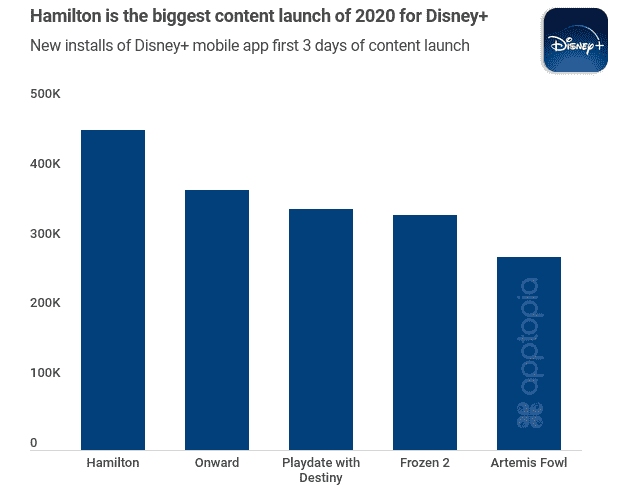 Hamilton is the biggest content launch of 2020 for Disney+
New installs of Disney+ mobile app first 3 days of content launch
Disney+
500K
400K
300K
200K
100K
0
apptopia
Hamilton
Onward
Playdate with
Destiny
Frozen 2
Artemis Fowl